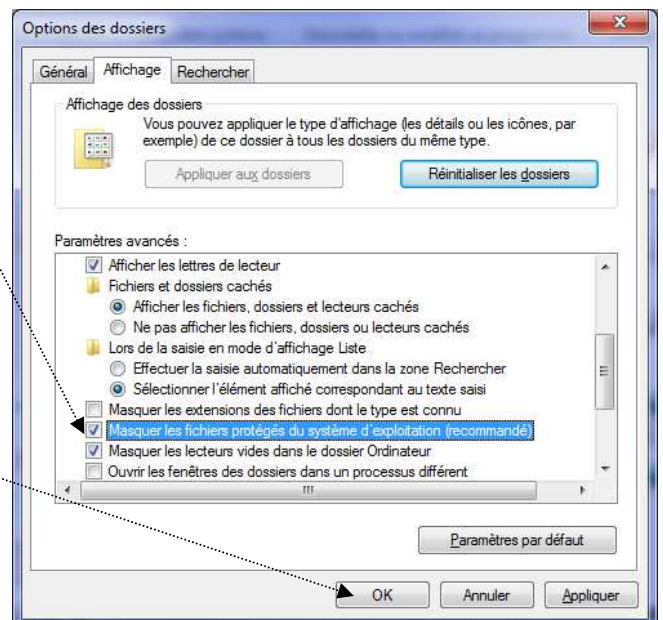 Options des dossiers
Général Affichage Rechercher
Affichage des dossiers
Vous pouvez appliquer le type d'affichage (les détails ou les icônes, par
exemple) de ce dossier à tous les dossiers du même type.
Appliquer aux dossiers Réinitialiser les dossiers
Paramètres avancés :
Afficher les lettres de lecteur
Fichiers et dossiers cachés
Afficher les fichiers, dossiers et lecteurs cachés
Ne pas afficher les fichiers, dossiers ou lecteurs cachés
Lors de la saisie en mode d'affichage Liste
Effectuer la saisie automatiquement dans la zone Rechercher
Sélectionner l'élément affiché correspondant au texte saisi
Masquer les extensions des fichiers dont le type est connu
Masquer les fichiers protégés du système d'exploitation (recommandé)
Masquer les lecteurs vides dans le dossier Ordinateur
Ouvrir les fenêtres des dossiers dans un processus différent
Paramètres par défaut
OK Annuler Appliquer